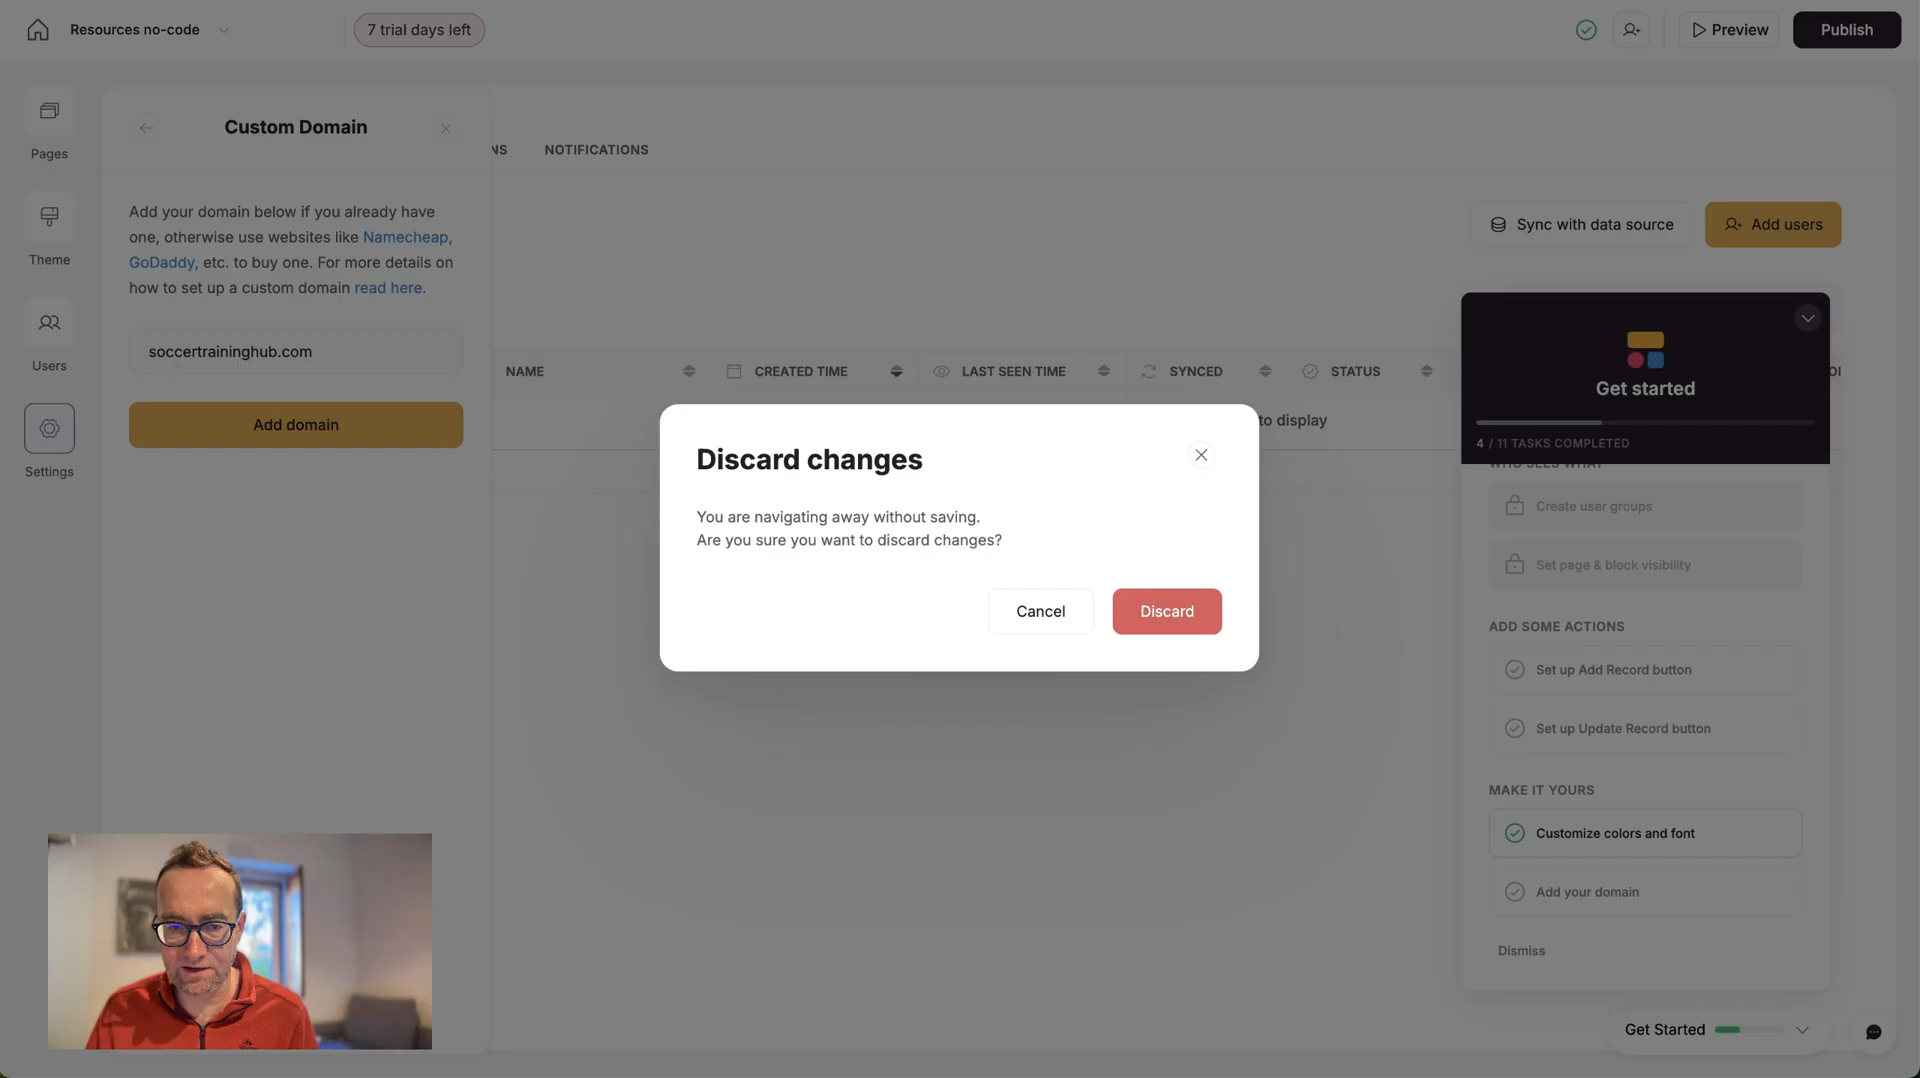 Resources no-code
7 trial days left
Preview
Publish
Pages
Theme
Users
Settings
Custom Domain
Add your domain below if you already have
one, otherwise use websites like Namecheap,
GoDaddy, etc. to buy one. For more details on
how to set up a custom domain read here.
soccertraininghub.com
Add domain
NS
NOTIFICATIONS
Sync with data source
Add users
NAME
CREATED TIME
LAST SEEN TIME
SYNCED
STATUS
to display
Discard changes
You are navigating away without saving.
Are you sure you want to discard changes?
Cancel
Discard
Get started
4 / 11 TASKS COMPLETED
WHO SEES WHAT
Create user groups
Set page & block visibility
ADD SOME ACTIONS
Set up Add Record button
Set up Update Record button
MAKE IT YOURS
Customize colors and font
Add your domain
Dismiss
Get Started